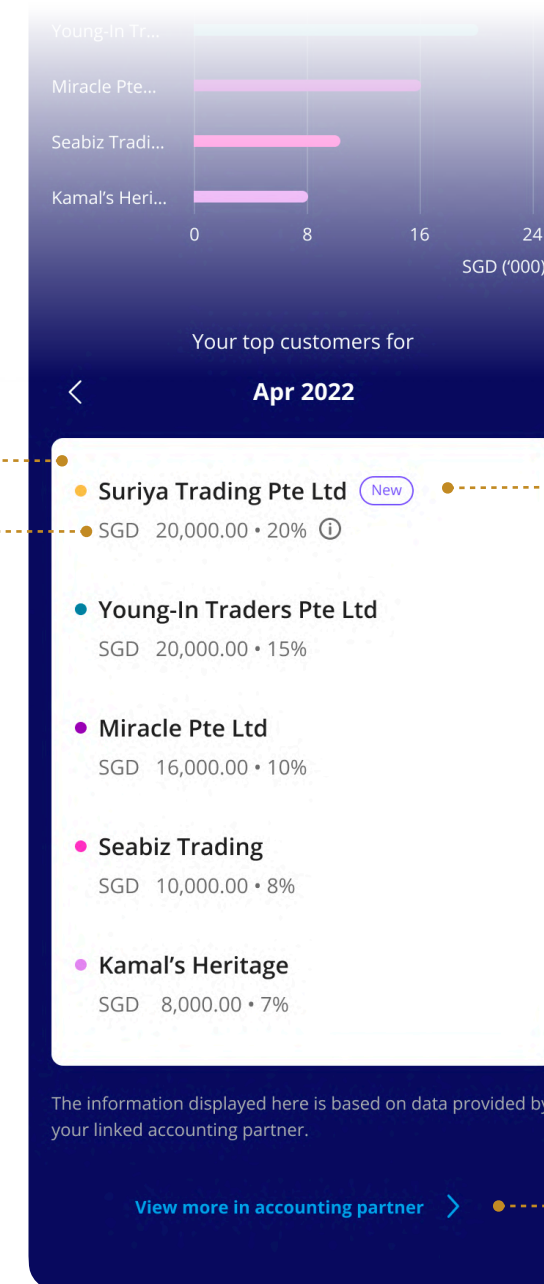 Young-In Tr...
Miracle Pte...
Seabiz Tradi...
Kamal's Heri...
0 8 16 24
SGD ('000)
Your top customers for
Apr 2022
Suriya Trading Pte Ltd New
SGD 20,000.00 • 20%
Young-In Traders Pte Ltd
SGD 20,000.00 • 15%
Miracle Pte Ltd
SGD 16,000.00 • 10%
Seabiz Trading
SGD 10,000.00 • 8%
Kamal's Heritage
SGD 8,000.00 • 7%
The information displayed here is based on data provided by
your linked accounting partner.
View more in accounting partner